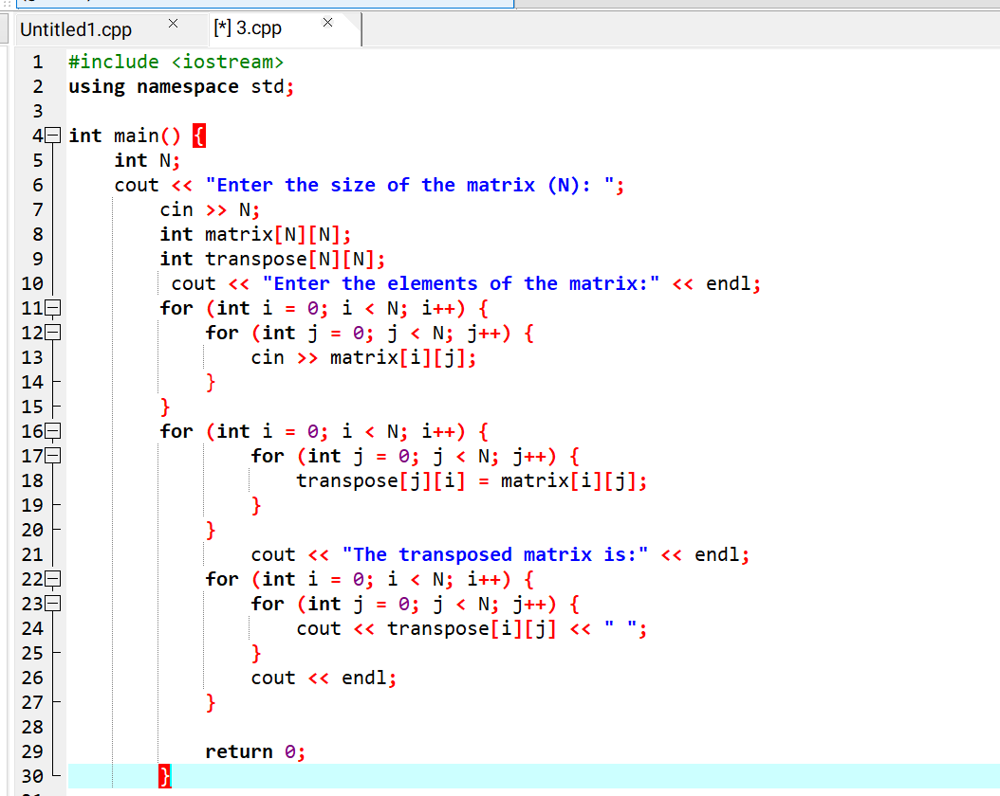 Untitled1.cpp
[*] 3.cpp
1 #include <iostream>
2 using namespace std;
3
4 int main() {
5     int N;
6     cout << "Enter the size of the matrix (N): ";
7         cin >> N;
8         int matrix[N][N];
9         int transpose[N][N];
10          cout << "Enter the elements of the matrix:" << endl;
11         for (int i = 0; i < N; i++) {
12             for (int j = 0; j < N; j++) {
13                 cin >> matrix[i][j];
14             }
15         }
16         for (int i = 0; i < N; i++) {
17                 for (int j = 0; j < N; j++) {
18                     transpose[j][i] = matrix[i][j];
19                 }
20             }
21                 cout << "The transposed matrix is:" << endl;
22             for (int i = 0; i < N; i++) {
23                 for (int j = 0; j < N; j++) {
24                     cout << transpose[i][j] << " ";
25                 }
26                 cout << endl;
27             }
28
29             return 0;
30         }